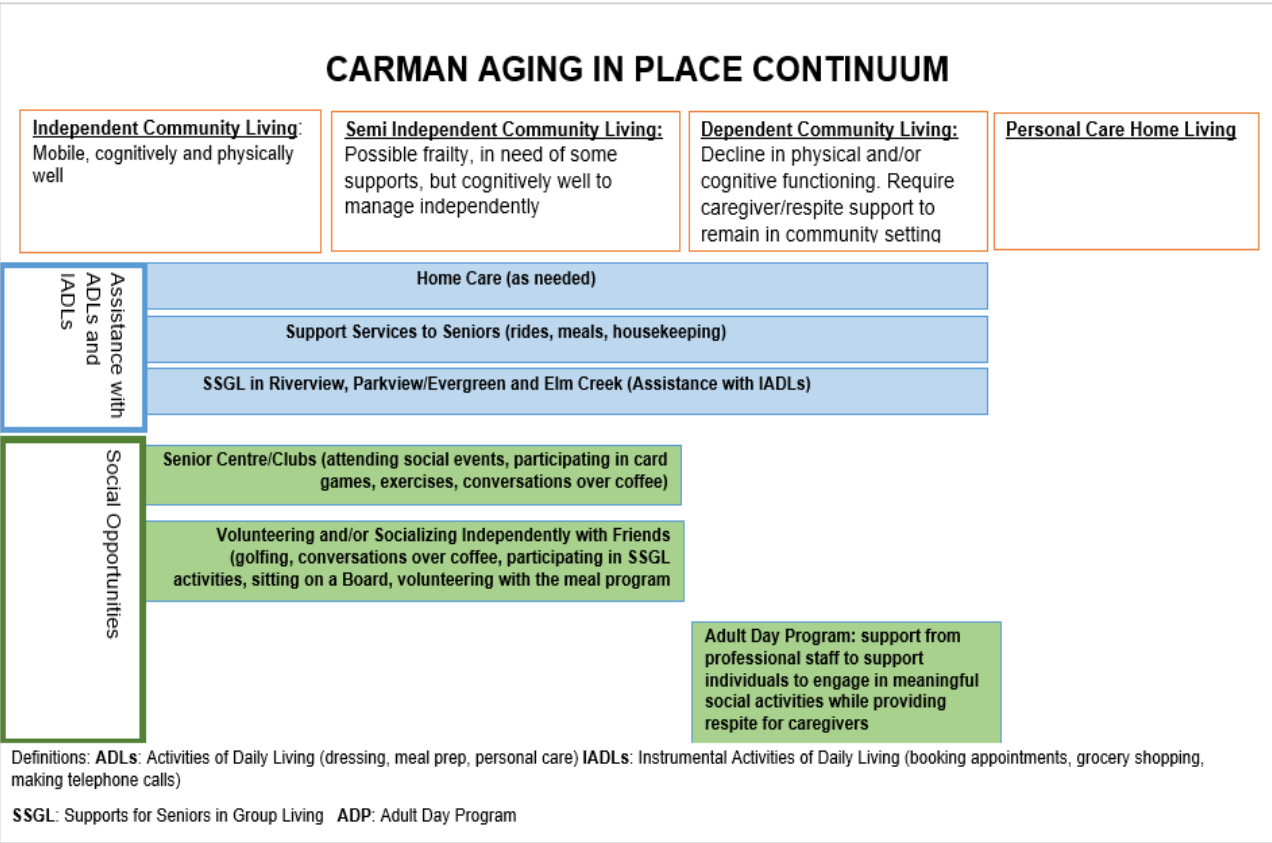 CARMAN AGING IN PLACE CONTINUUM
Independent Community Living:
Mobile, cognitively and physically
well
Semi Independent Community Living:
Possible frailty, in need of some
supports, but cognitively well to
manage independently
Dependent Community Living:
Decline in physical and/or
cognitive functioning. Require
caregiver/respite support to
remain in community setting
Personal Care Home Living
Assistance with
ADLs and
IADLs
Home Care (as needed)
Support Services to Seniors (rides, meals, housekeeping)
SSGL in Riverview, Parkview/Evergreen and Elm Creek (Assistance with IADLs)
Social Opportunities
Senior Centre/Clubs (attending social events, participating in card
games, exercises, conversations over coffee)
Volunteering and/or Socializing Independently with Friends
(golfing, conversations over coffee, participating in SSGL
activities, sitting on a Board, volunteering with the meal program
Adult Day Program: support from
professional staff to support
individuals to engage in meaningful
social activities while providing
respite for caregivers
Definitions: ADLs: Activities of Daily Living (dressing, meal prep, personal care) IADLs: Instrumental Activities of Daily Living (booking appointments, grocery shopping,
making telephone calls)
SSGL: Supports for Seniors in Group Living ADP: Adult Day Program